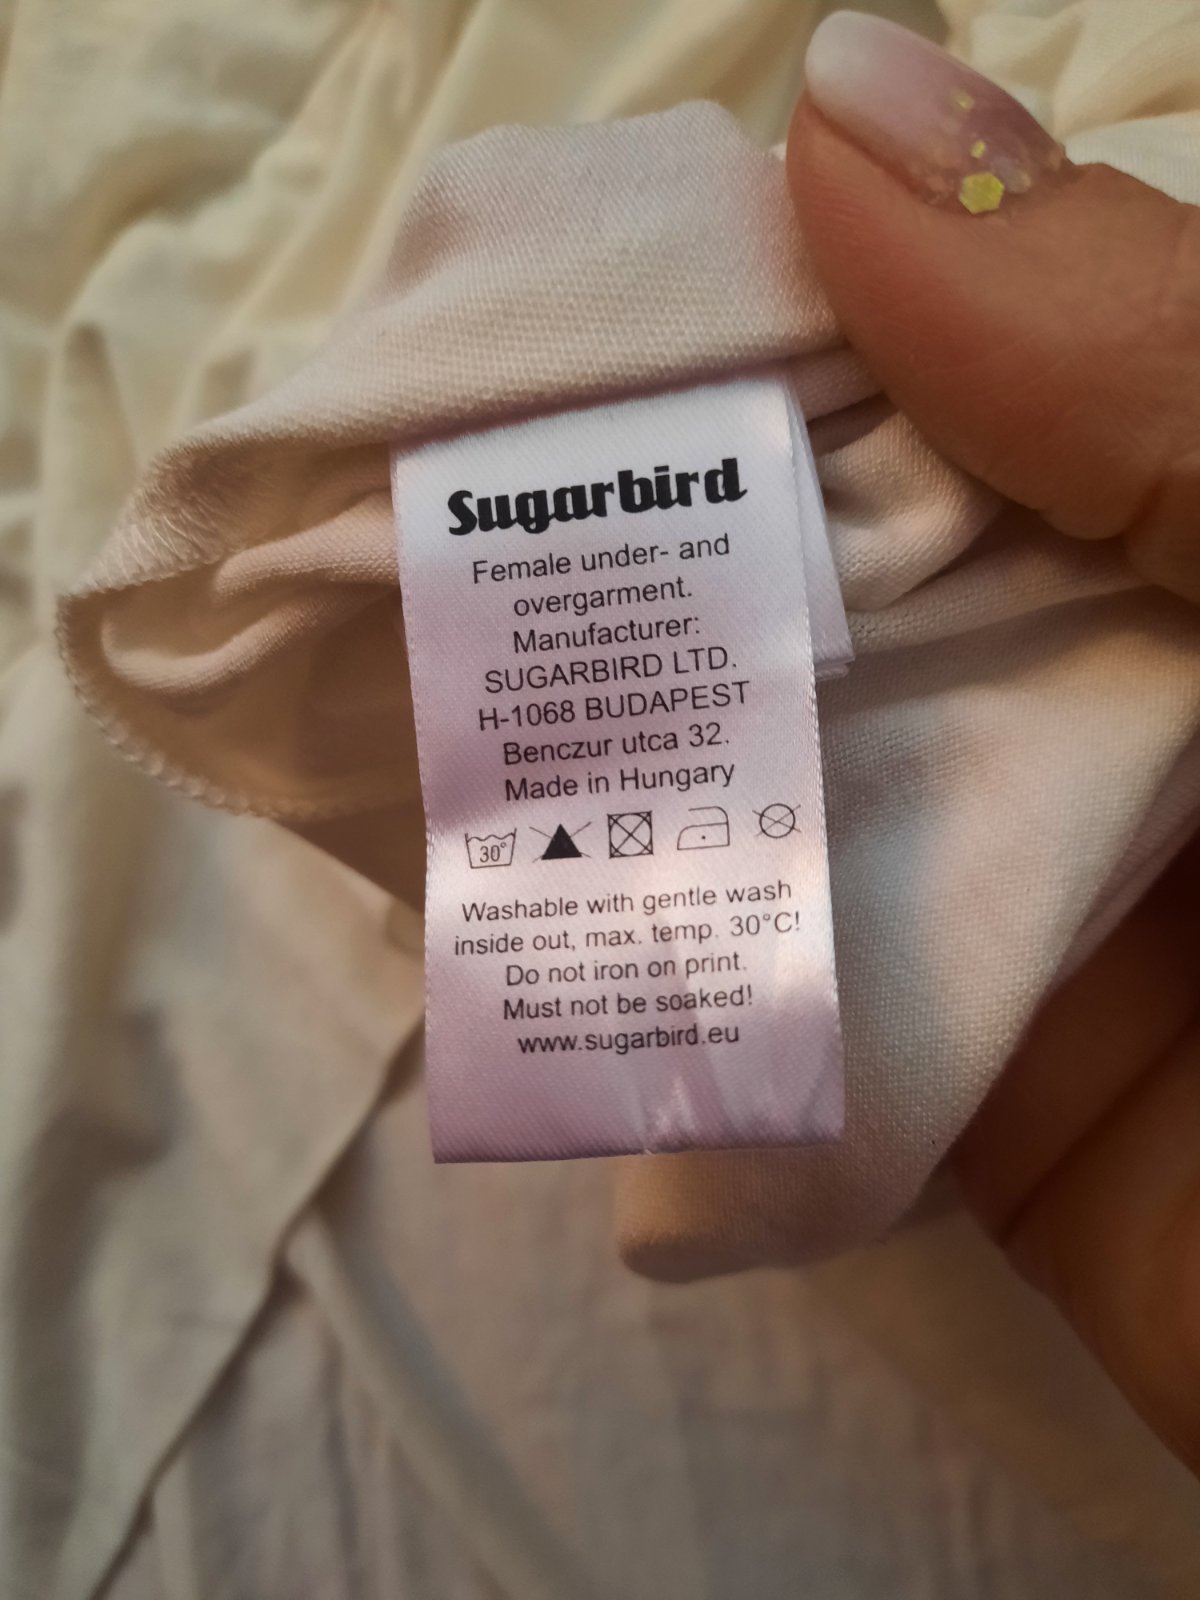 Sugarbird
Female under- and
overgarment.
Manufacturer:
SUGARBIRD LTD.
H-1068 BUDAPEST
Benczur utca 32.
Made in Hungary
30°
Washable with gentle wash
inside out, max. temp. 30°C!
Do not iron on print.
Must not be soaked!
www.sugarbird.eu